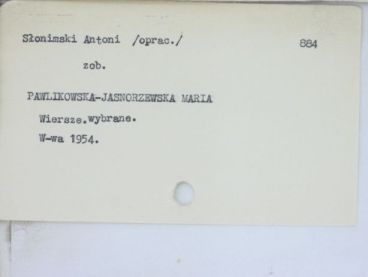 Słonimski Antoni /oprac./ 884
zob.
PAWLIKOWSKA-JASNORZEWSKA MARIA
Wiersze.wybrane.
W-wa 1954.